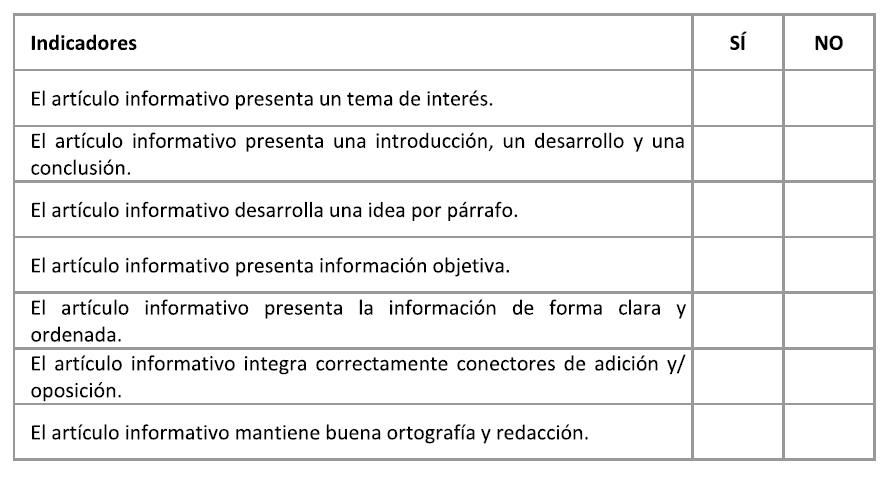 Indicadores SÍ NO
El artículo informativo presenta un tema de interés.
El artículo informativo presenta una introducción, un desarrollo y una
conclusión.
El artículo informativo desarrolla una idea por párrafo.
El artículo informativo presenta información objetiva.
El artículo informativo presenta la información de forma clara y
ordenada.
El artículo informativo integra correctamente conectores de adición y/
oposición.
El artículo informativo mantiene buena ortografía y redacción.